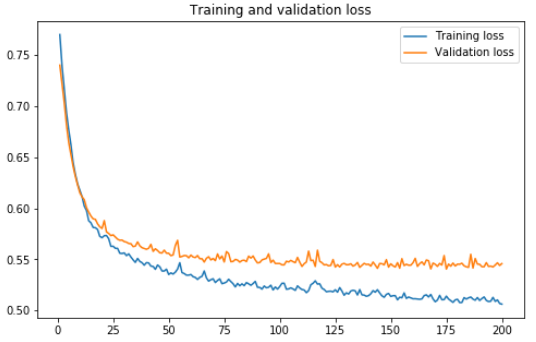 Training and validation loss
Training loss
Validation loss
0.75
0.70
0.65
0.60
0.55
0.50
0 25 50 75 100 125 150 175 200